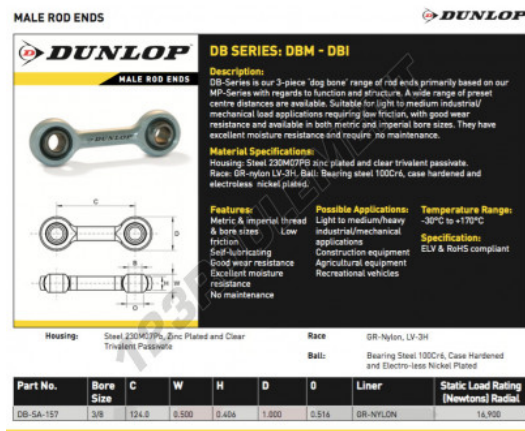 MALE ROD ENDS
DUNLOP
DUNLOP
MALE ROD ENDS
DB SERIES: DBM - DBI
Description:
DB-Series is our 3-piece 'dog bone' range of rod ends primarily based on our
MP-Series with regards to function and structure. A wide range of preset
centre distances are available. Suitable for light to medium industrial/
mechanical load applications requiring low friction, with good wear
resistance and available in both metric and imperial bore sizes. They have
excellent moisture resistance and require no maintenance.
Material Specifications:
Housing: Steel 230M07PB zinc plated and clear trivalent passivate.
Race: GR-nylon LV-3H. Ball: Bearing steel 100Cr6, case hardened and
electroless nickel plated.
Features:
Metric & imperial thread
& bore sizes Low
friction
Self-lubricating
Good wear resistance
Excellent moisture
resistance
No maintenance
Possible Applications:
Light to medium/heavy
industrial/mechanical
applications
Construction equipment
Agricultural equipment
Recreational vehicles
Temperature Range:
-30°C to +170°C
Specification:
ELV & RoHS compliant
DUNLOP
C
D
B
H
W
O
Housing: Steel 230M07Pb, Zinc Plated and Clear
Trivalent Passivate
Race GR-Nylon, LV-3H
Ball: Bearing Steel 100Cr6, Case Hardened
and Electro-less Nickel Plated
Part No. Bore Size C W H D O Liner Static Load Rating (Newtons) Radial
DB-SA-157 3/8 124.0 0.500 0.406 1.000 0.516 GR-NYLON 16,900
123ROULEMENT